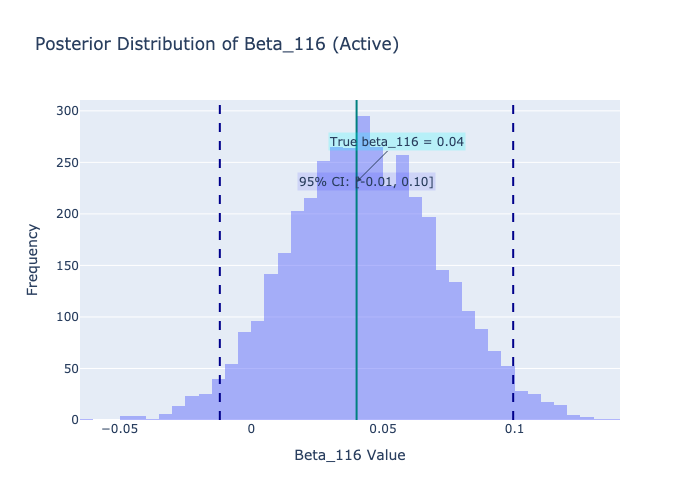 Posterior Distribution of Beta_116 (Active)
300
True beta_116 = 0.04
250
95% CI: [-0.01, 0.10]
200
150
100
50
0
Frequency
−0.05
0
0.05
0.1
Beta_116 Value